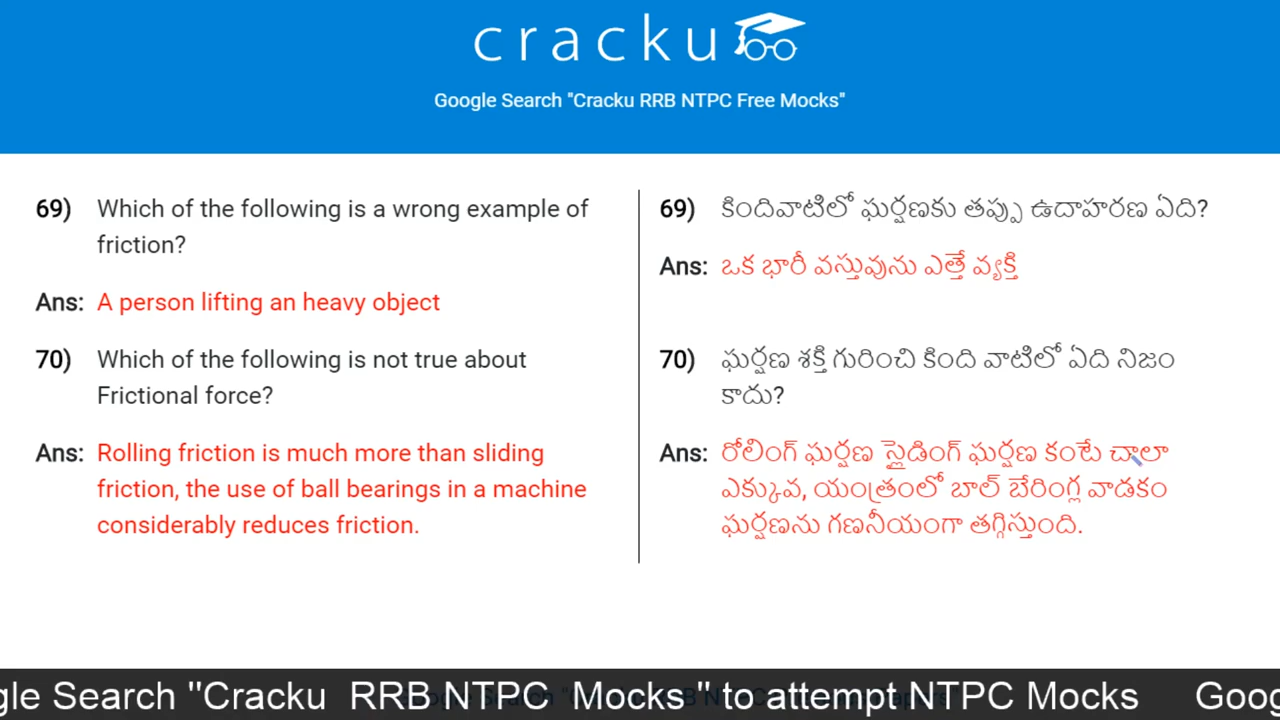 cracku
Google Search "Cracku RRB NTPC Free Mocks"
69) Which of the following is a wrong example of
friction?
Ans: A person lifting an heavy object
70) Which of the following is not true about
Frictional force?
Ans: Rolling friction is much more than sliding
friction, the use of ball bearings in a machine
considerably reduces friction.
69) కిందివాటిలో ఘర్షణకు తప్పు ఉదాహరణ ఏది?
Ans: ఒక భారీ వస్తువును ఎత్తే వ్యక్తి
70) ఘర్షణ శక్తి గురించి కింది వాటిలో ఏది నిజం
కాదు?
Ans: రోలింగ్ ఘర్షణ స్లైడింగ్ ఘర్షణ కంటే చాలా
ఎక్కువ, యంత్రంలో బాల్ బేరింగ్ల వాడకం
ఘర్షణను గణనీయంగా తగ్గిస్తుంది.
gle Search "Cracku RRB NTPC Mocks " to attempt NTPC Mocks Goog